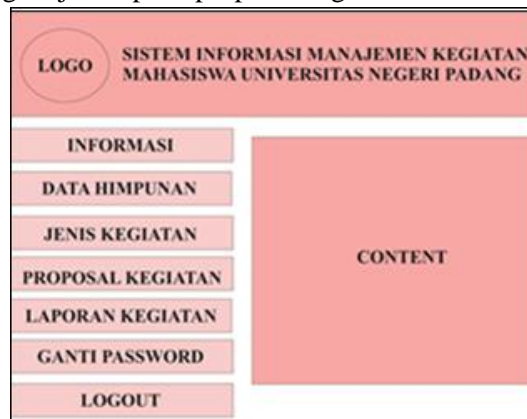 LOGO
SISTEM INFORMASI MANAJEMEN KEGIATAN
MAHASISWA UNIVERSITAS NEGERI PADANG
INFORMASI
DATA HIMPUNAN
JENIS KEGIATAN
PROPOSAL KEGIATAN
LAPORAN KEGIATAN
GANTI PASSWORD
LOGOUT
CONTENT